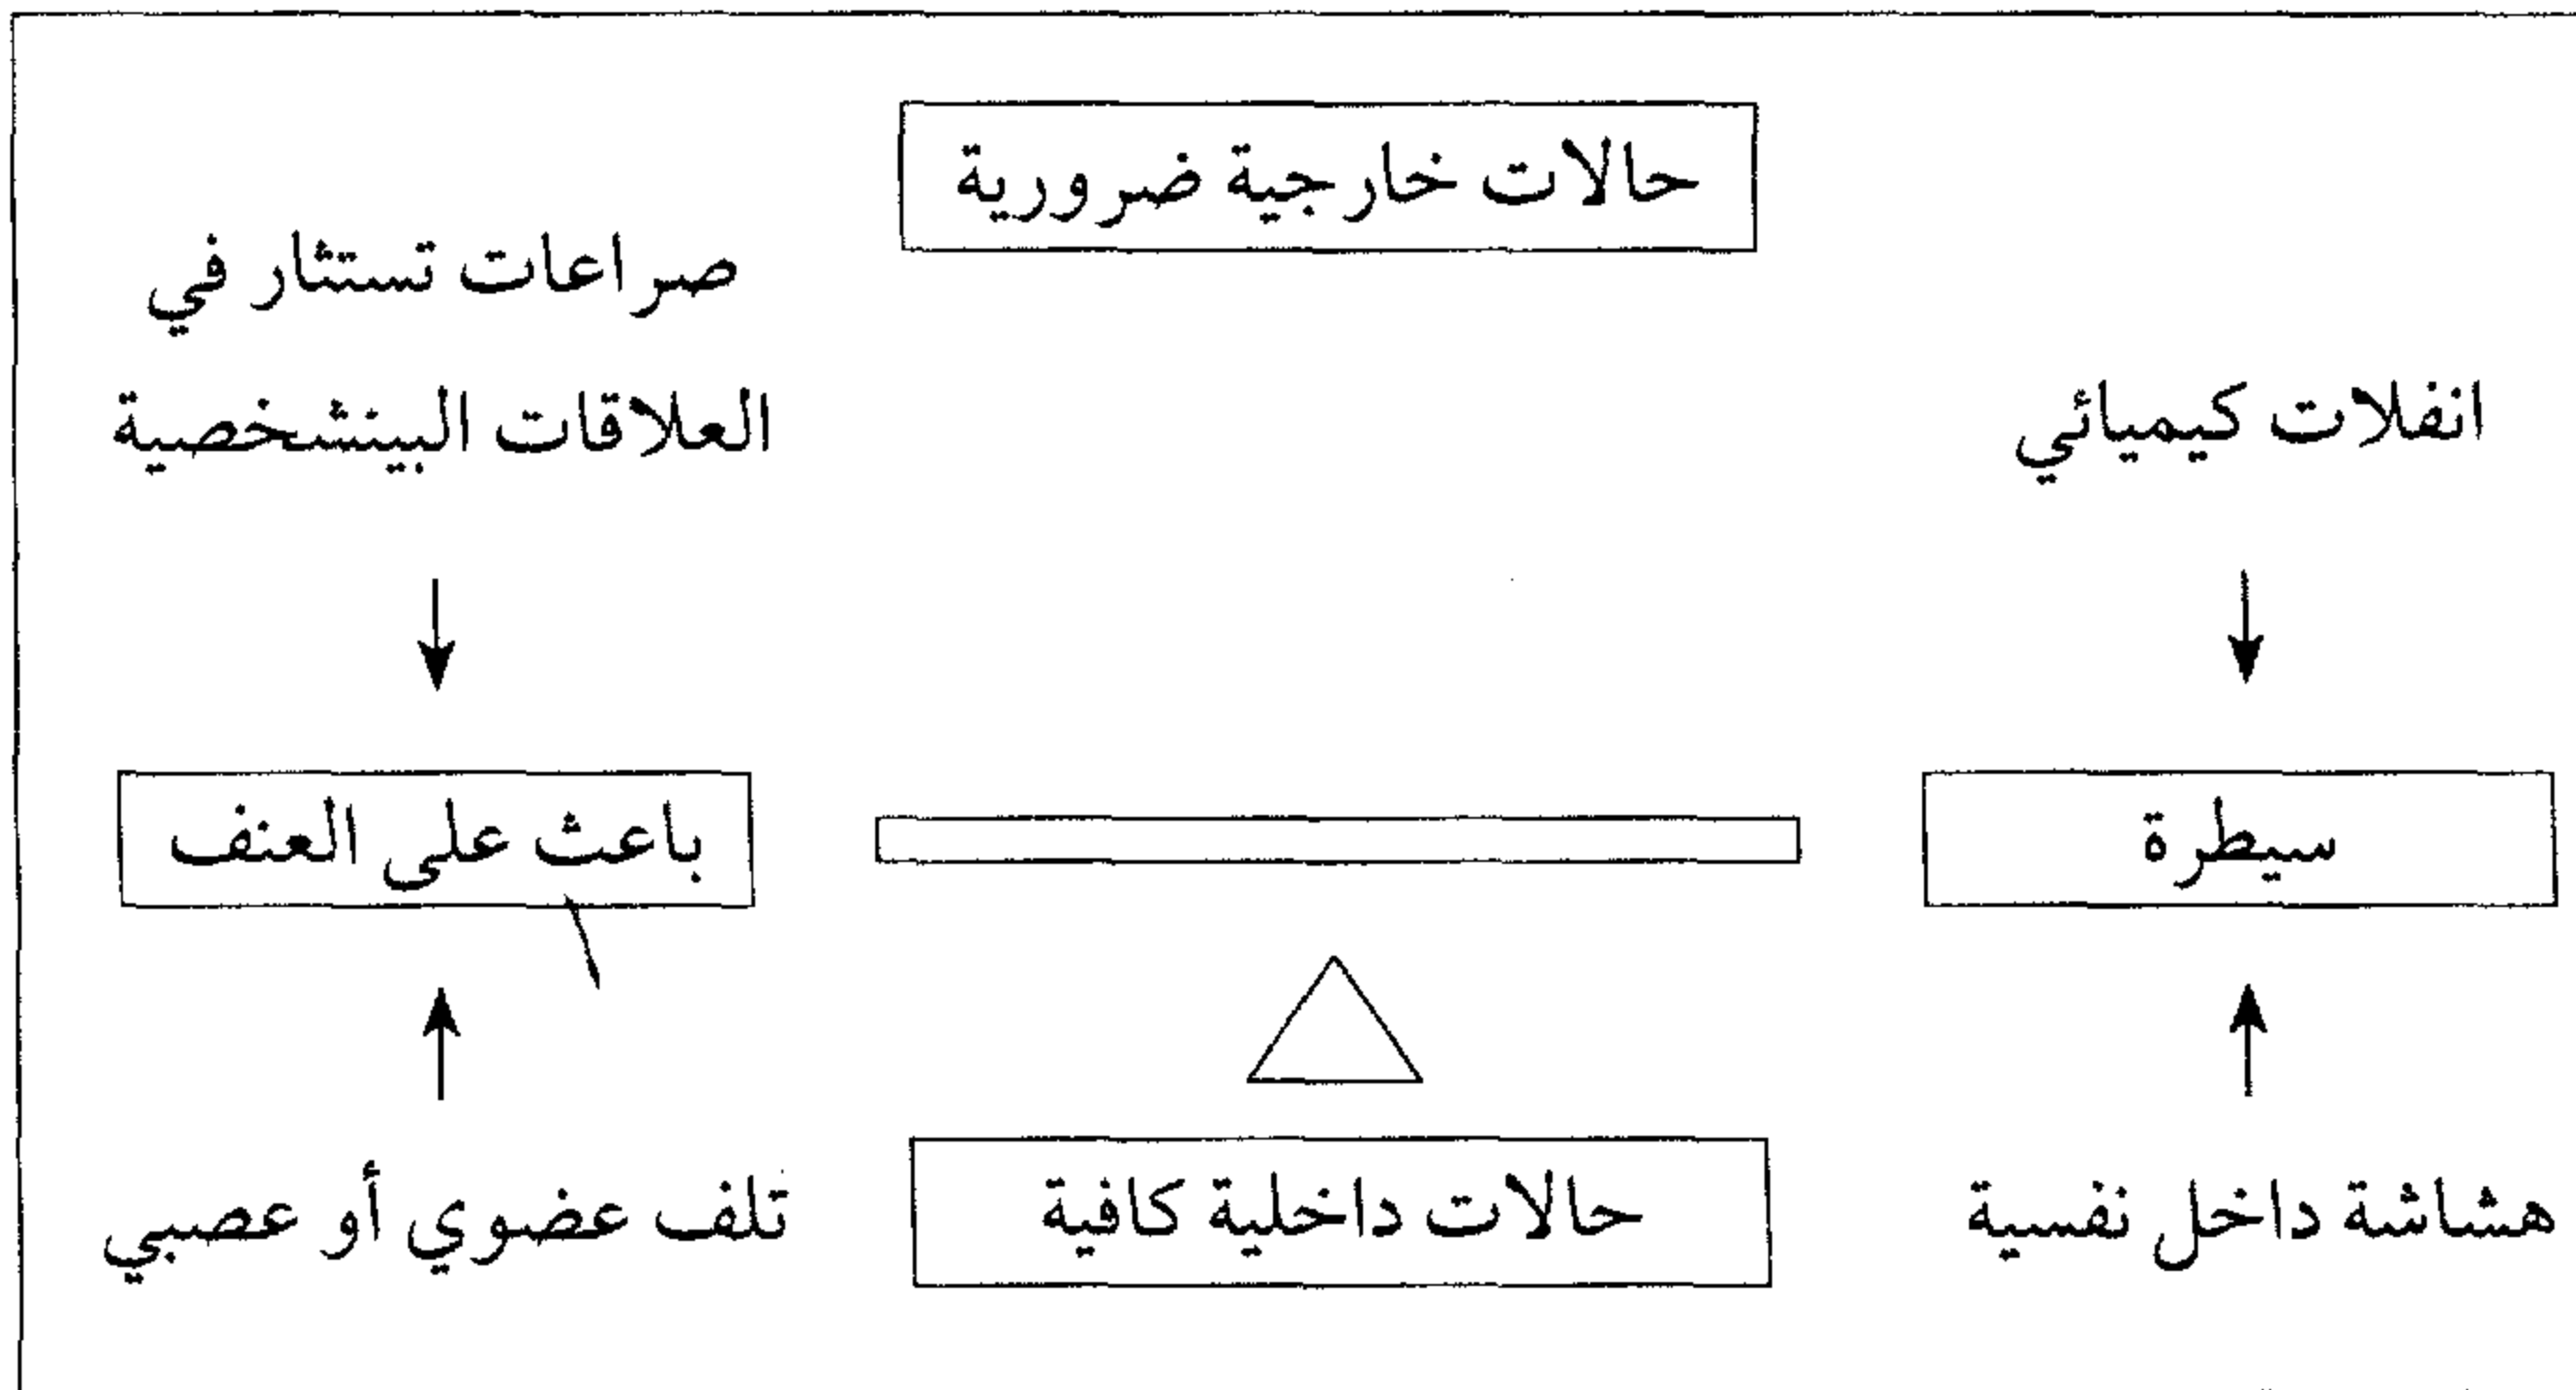 حالات خارجية ضرورية
صراعات تستثار في
العلاقات البينشخصية
انفلات كيميائي
سيطرة
باعث على العنف
هشاشة داخل نفسية
حالات داخلية كافية
تلف عضوي أو عصبي